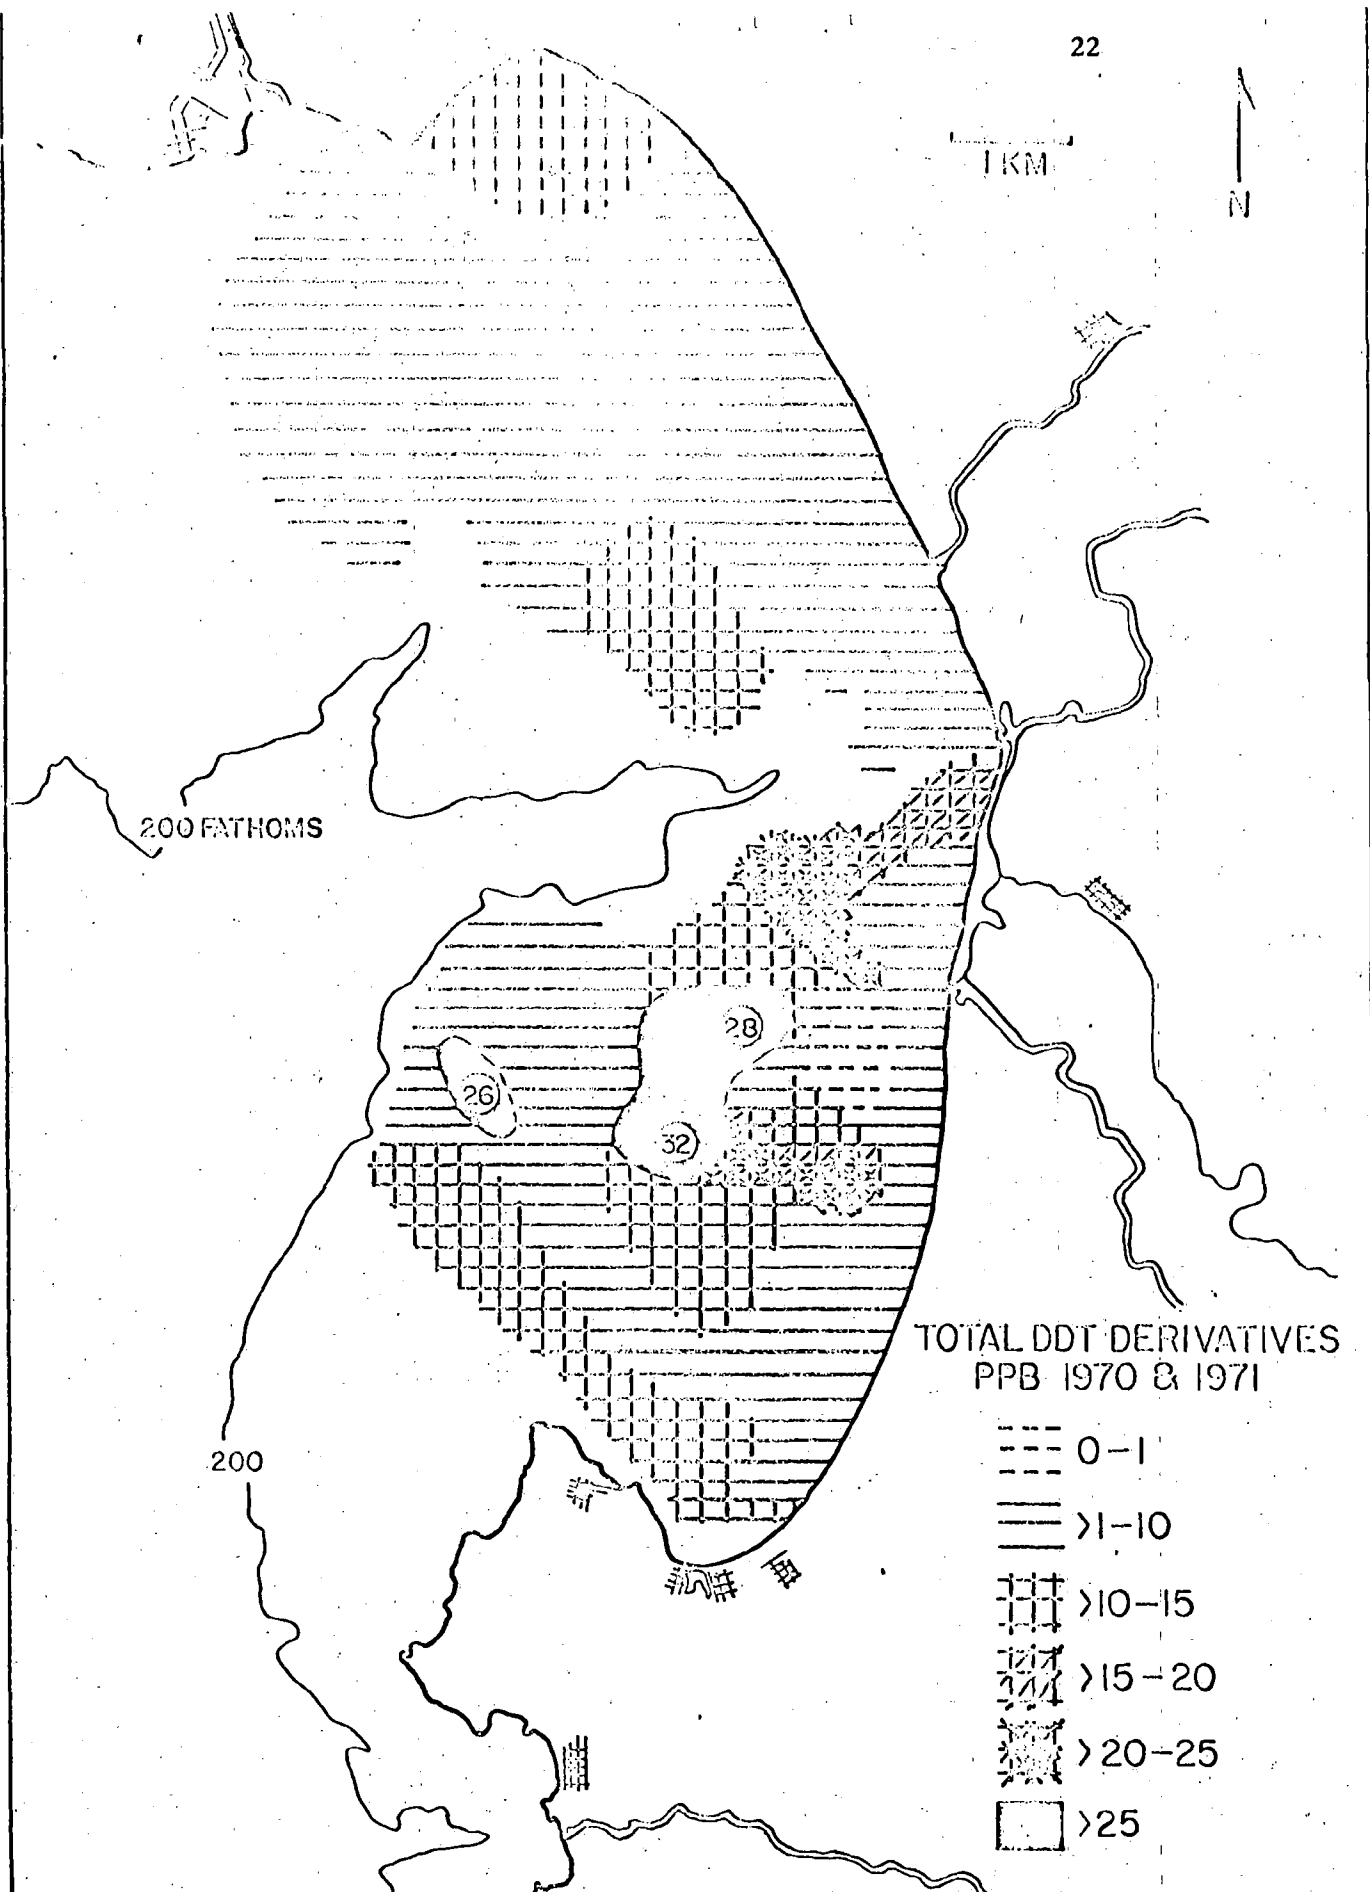 22
1 KM
N
200 FATHOMS
28
26
32
TOTAL DDT DERIVATIVES
PPB 1970 & 1971
0-1
>1-10
200
>10-15
>15-20
>20-25
>25